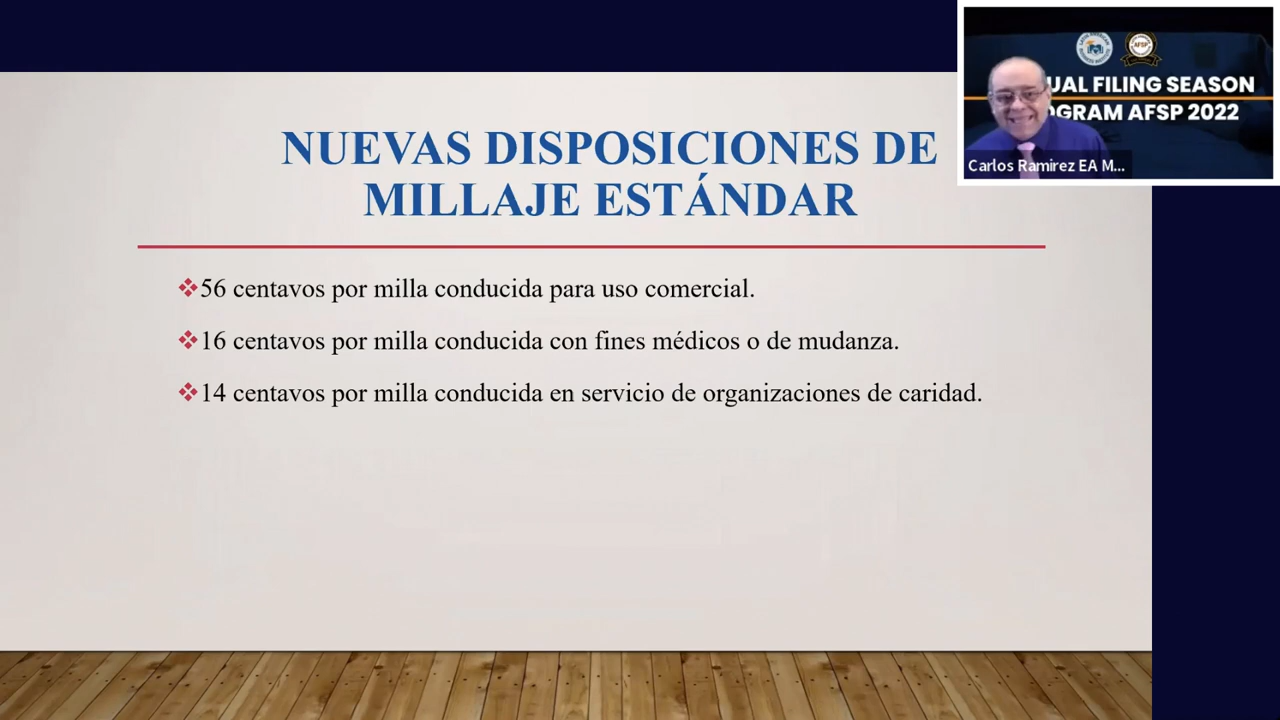 NUEVAS DISPOSICIONES DE
MILLAJE ESTÁNDAR
❖56 centavos por milla conducida para uso comercial.
❖16 centavos por milla conducida con fines médicos o de mudanza.
❖14 centavos por milla conducida en servicio de organizaciones de caridad.
AFSP
UAL FILING SEASON
OGRAM AFSP 2022
Carlos Ramirez EA M...